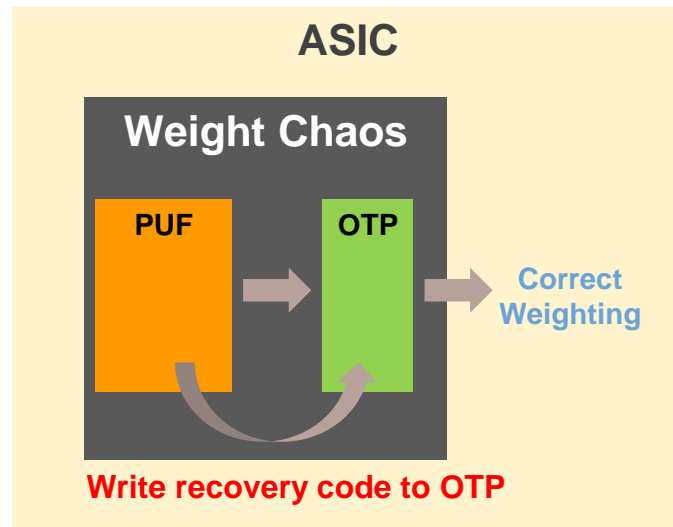 ASIC
Weight Chaos
PUF
OTP
Correct
Weighting
Write recovery code to OTP